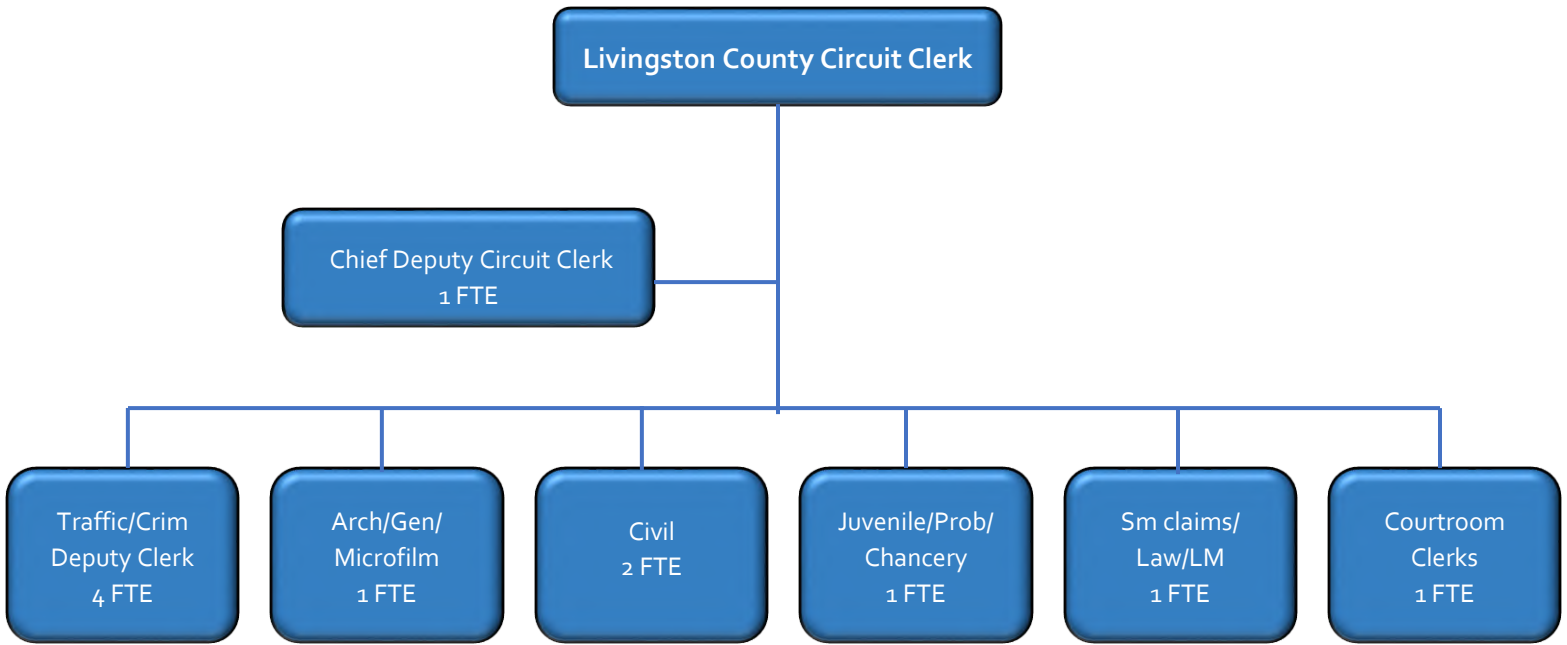 Livingston County Circuit Clerk
Chief Deputy Circuit Clerk
1 FTE
Traffic/Crim
Deputy Clerk
4 FTE
Arch/Gen/
Microfilm
1 FTE
Civil
2 FTE
Juvenile/Prob/
Chancery
1 FTE
Sm claims/
Law/LM
1 FTE
Courtroom
Clerks
1 FTE